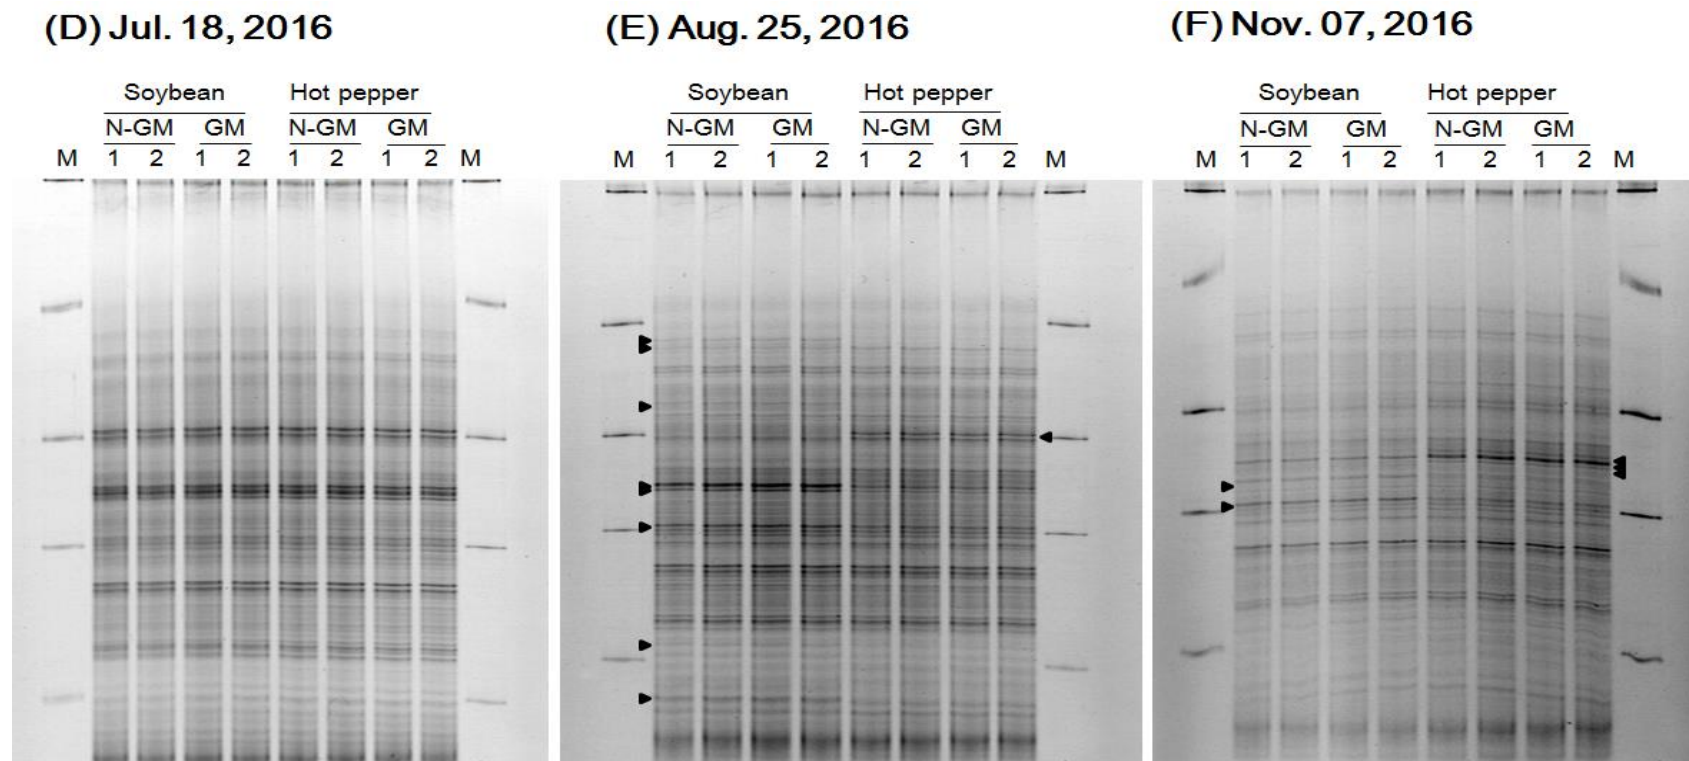 (D) Jul. 18, 2016
Soybean Hot pepper
N-GM GM N-GM GM
M 1 2 1 2 1 2 1 2 M
(E) Aug. 25, 2016
Soybean Hot pepper
N-GM GM N-GM GM
M 1 2 1 2 1 2 1 2 M
(F) Nov. 07, 2016
Soybean Hot pepper
N-GM GM N-GM GM
M 1 2 1 2 1 2 1 2 M